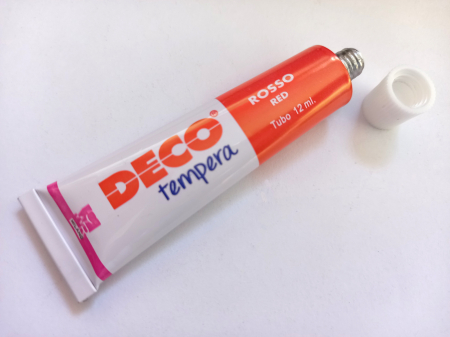 ROSSO
RED
Tubo 12 ml.
DECO
tempera